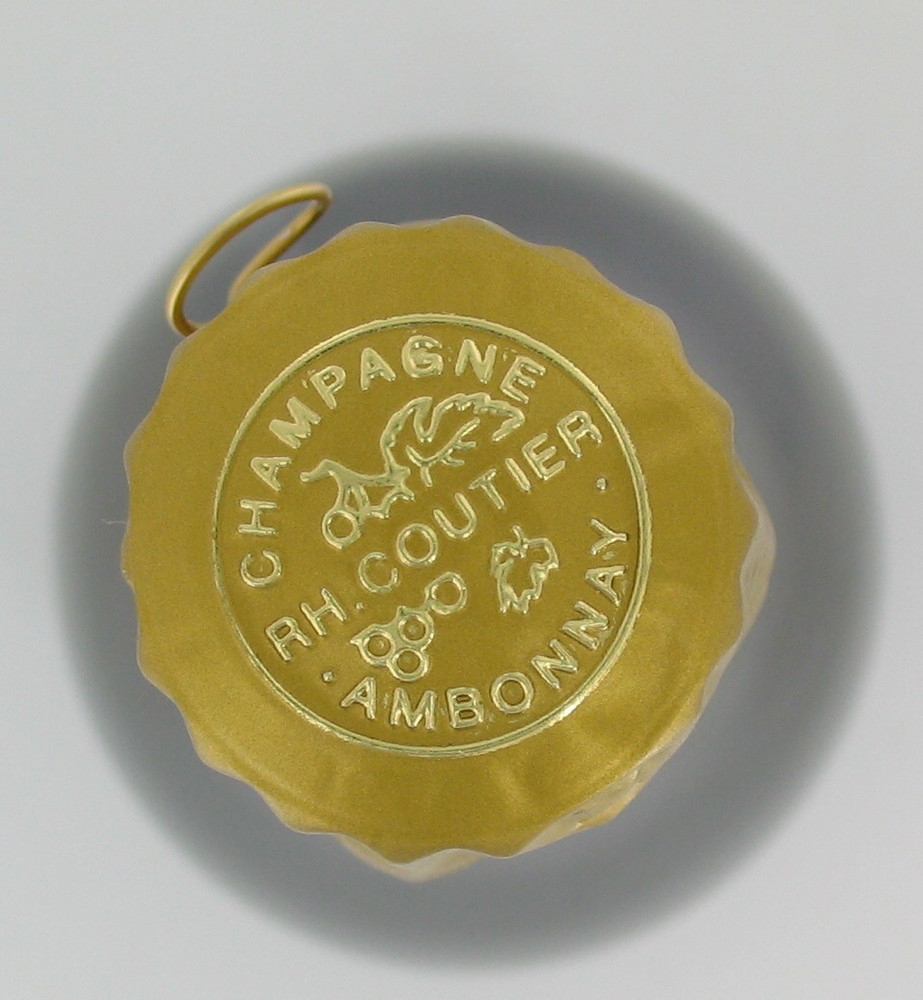 CHAMPAGNE
RH. COUTIER
· AMBONNAY ·